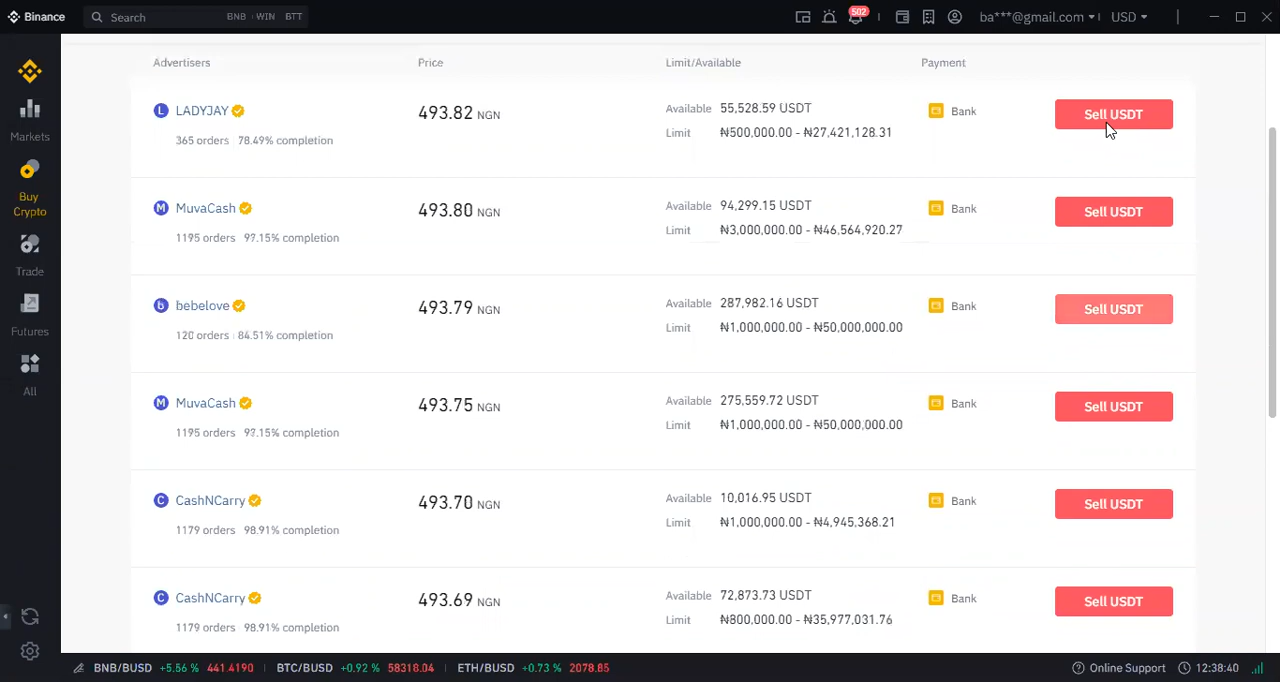 Binance
Search
BNB · WIN BTT
502
ba***@gmail.com
USD
Markets
Buy
Crypto
Trade
Futures
All
Advertisers Price Limit/Available Payment
L LADYJAY 493.82 NGN Available 55,528.59 USDT Bank Sell USDT
365 orders 78.49% completion Limit ₦500,000.00 - ₦27,421,128.31
M MuvaCash 493.80 NGN Available 94,299.15 USDT Bank Sell USDT
1195 orders 97.15% completion Limit ₦3,000,000.00 - ₦46,564,920.27
b bebelove 493.79 NGN Available 287,982.16 USDT Bank Sell USDT
120 orders 84.51% completion Limit ₦1,000,000.00 - ₦50,000,000.00
M MuvaCash 493.75 NGN Available 275,559.72 USDT Bank Sell USDT
1195 orders 97.15% completion Limit ₦1,000,000.00 - ₦50,000,000.00
C CashNCarry 493.70 NGN Available 10,016.95 USDT Bank Sell USDT
1179 orders 98.91% completion Limit ₦1,000,000.00 - ₦4,945,368.21
C CashNCarry 493.69 NGN Available 72,873.73 USDT Bank Sell USDT
1179 orders 98.91% completion Limit ₦800,000.00 - ₦35,977,031.76
BNB/BUSD +5.86 % 441.4190 BTC/BUSD +0.92 % 58318.04 ETH/BUSD +0.73 % 2078.85 Online Support 12:38:40